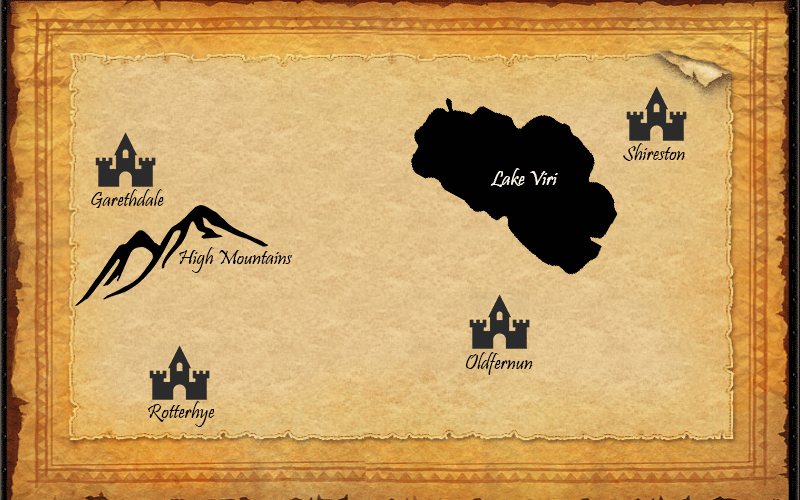 Shireston
Lake Viri
Garethdale
High Mountains
Oldfernun
Rotterhye